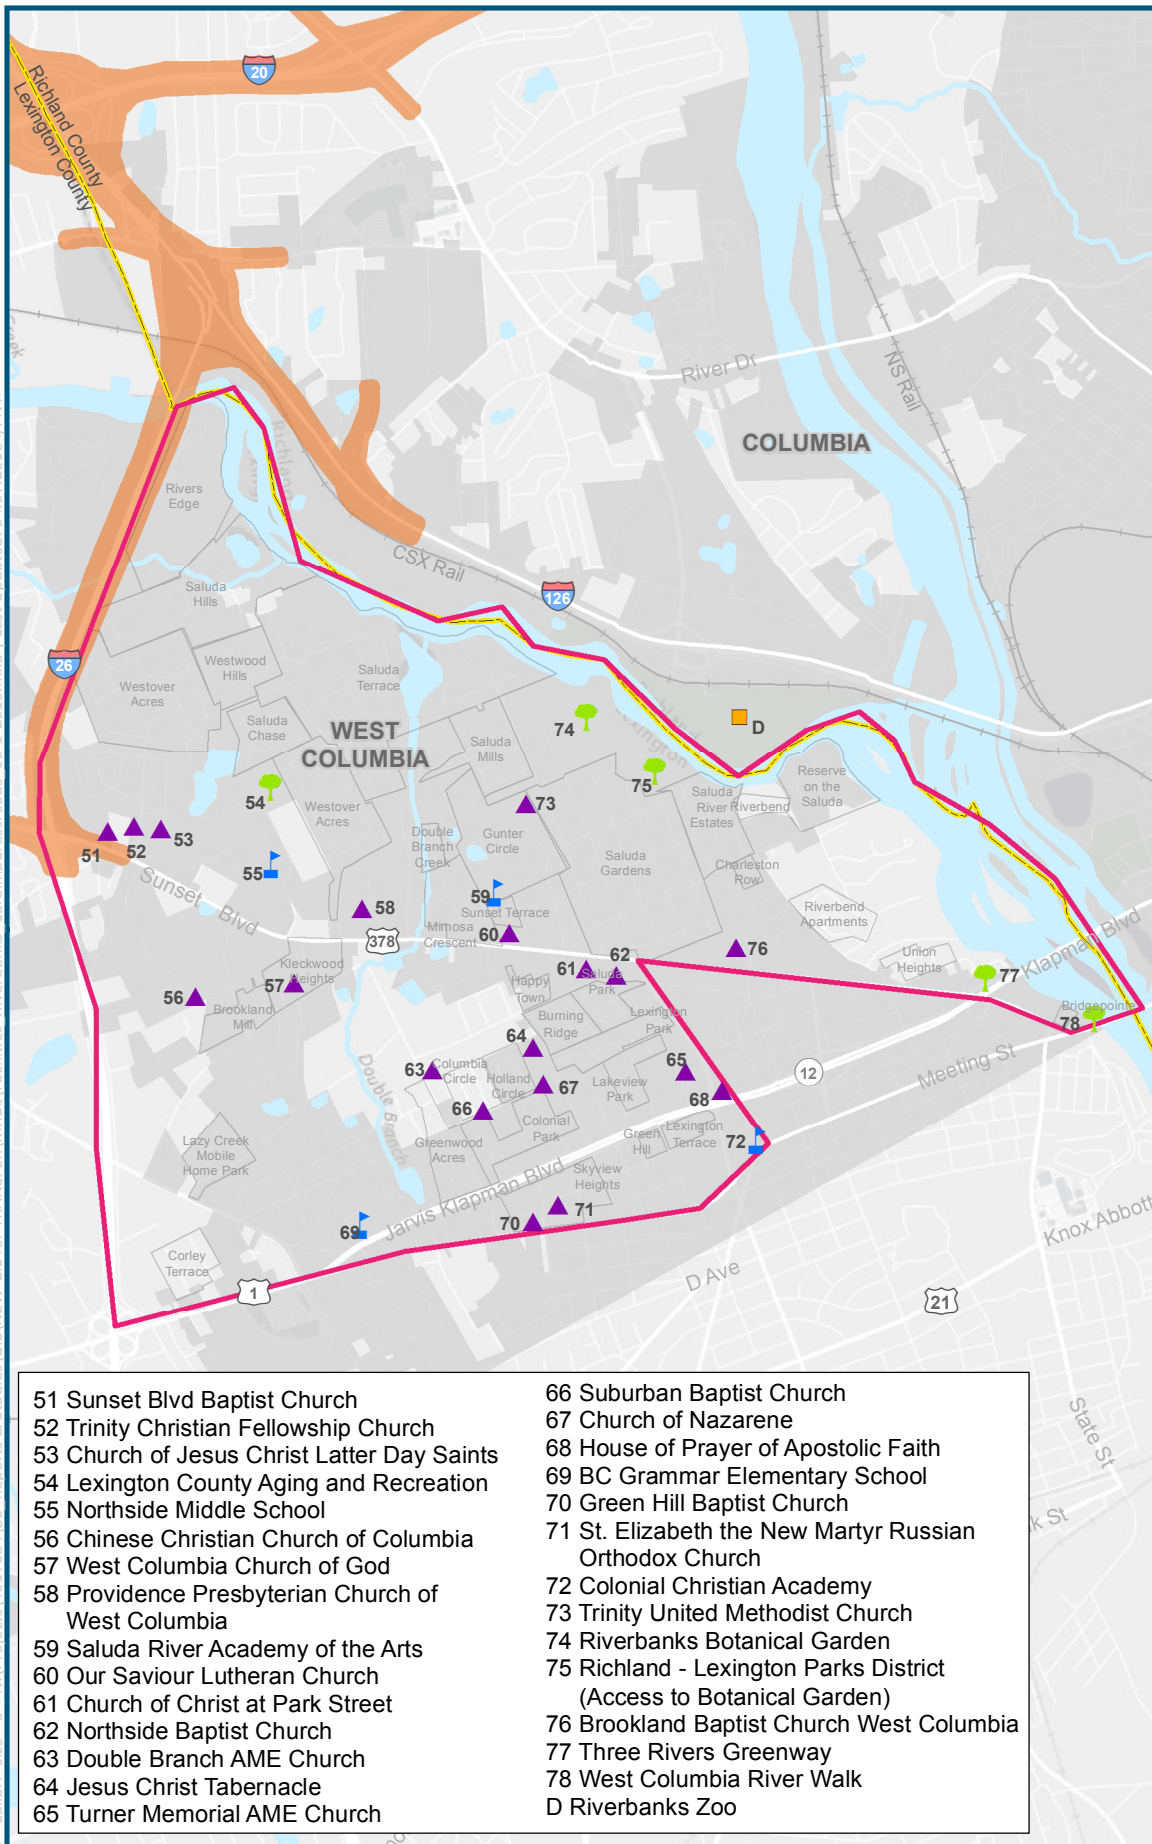 20
Richland County
Lexington County
Creek
River Dr
NS Rail
COLUMBIA
Richland
Rivers
Edge
CSX Rail
126
Saluda
Hills
26
Westwood
Hills
Saluda
Terrace
Westover
Acres
Saluda
Chase
WEST
COLUMBIA
Saluda
Mills
74
Richland
Lexington
D
75
Saluda
River
Estates
Riverbend
Reserve
on the
Saluda
54
Westover
Acres
73
Double
Branch
Creek
Gunter
Circle
Saluda
Gardens
Charleston
Row
51
52
53
55
Sunset Blvd
58
59
Sunset Terrace
Mimosa
Crescent
60
378
Riverbend
Apartments
62
76
Union
Heights
77
Klapman Blvd
Kleckwood
Heights
57
56
Brookland
Mill
61
Saluda
Park
Happy
Town
Burning
Ridge
Lexington
Park
Bridgepointe
78
64
Double Branch
63
Columbia
Circle
Holland
Circle
67
Lakeview
Park
65
68
12
Meeting St
66
Colonial
Park
Greenwood
Acres
Green
Hill
Lexington
Terrace
72
Lazy Creek
Mobile
Home Park
Jarvis Klapman Blvd
Skyview
Heights
71
70
69
Corley
Terrace
1
D Ave
21
Knox Abbott
State St
k St
51 Sunset Blvd Baptist Church
52 Trinity Christian Fellowship Church
53 Church of Jesus Christ Latter Day Saints
54 Lexington County Aging and Recreation
55 Northside Middle School
56 Chinese Christian Church of Columbia
57 West Columbia Church of God
58 Providence Presbyterian Church of
West Columbia
59 Saluda River Academy of the Arts
60 Our Saviour Lutheran Church
61 Church of Christ at Park Street
62 Northside Baptist Church
63 Double Branch AME Church
64 Jesus Christ Tabernacle
65 Turner Memorial AME Church
66 Suburban Baptist Church
67 Church of Nazarene
68 House of Prayer of Apostolic Faith
69 BC Grammar Elementary School
70 Green Hill Baptist Church
71 St. Elizabeth the New Martyr Russian
Orthodox Church
72 Colonial Christian Academy
73 Trinity United Methodist Church
74 Riverbanks Botanical Garden
75 Richland - Lexington Parks District
(Access to Botanical Garden)
76 Brookland Baptist Church West Columbia
77 Three Rivers Greenway
78 West Columbia River Walk
D Riverbanks Zoo